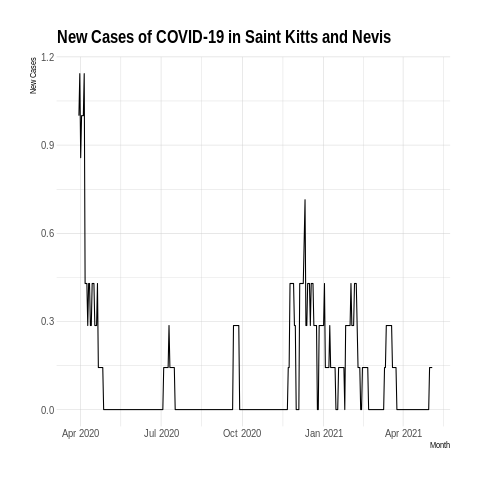 New Cases of COVID-19 in Saint Kitts and Nevis
New Cases
1.2
0.9
0.6
0.3
0.0
Apr 2020 Jul 2020 Oct 2020 Jan 2021 Apr 2021
Month